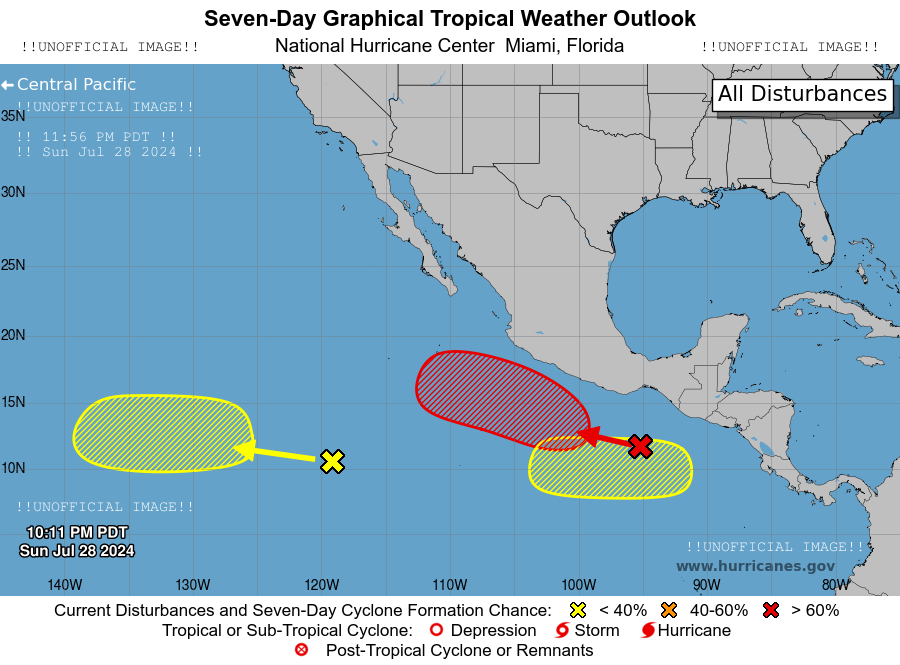 Seven-Day Graphical Tropical Weather Outlook
!!UNOFFICIAL IMAGE!! National Hurricane Center Miami, Florida !!UNOFFICIAL IMAGE!!
Central Pacific
All Disturbances
!!UNOFFICIAL IMAGE!!
35N
!! 11:56 PM PDT !!
!! Sun Jul 28 2024 !!
30N
25N
20N
15N
10N
!!UNOFFICIAL IMAGE!!
10:11 PM PDT
Sun Jul 28 2024
!!UNOFFICIAL IMAGE!!
www.hurricanes.gov
140W 130W 120W 110W 100W 90W 80W
Current Disturbances and Seven-Day Cyclone Formation Chance: < 40% 40-60% > 60%
Tropical or Sub-Tropical Cyclone: Depression Storm Hurricane
Post-Tropical Cyclone or Remnants